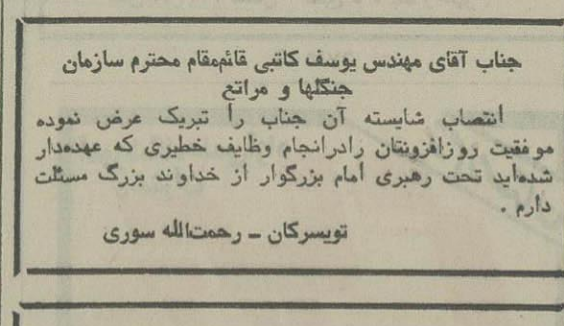 جناب آقای مهندس یوسف کاتبی قائم‌مقام محترم سازمان
جنگلها و مراتع
انتصاب شایسته آن جناب را تبریک عرض نموده
موفقیت روزافزونتان رادرانجام وظایف خطیری که عهده‌دار
شده‌اید تحت رهبری امام بزرگوار از خداوند بزرگ مسئلت
دارم .
تویسرکان ــ رحمت‌الله سوری